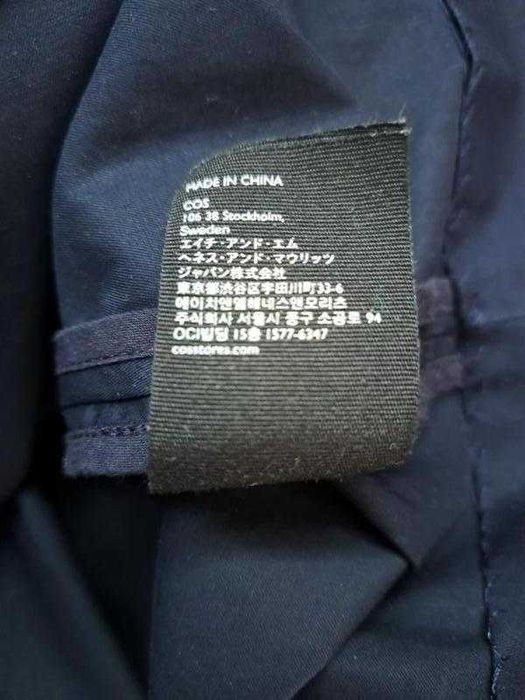 MADE IN CHINA
COS
106 38 Stockholm,
Sweden
エイチ・アンド・エム
ヘネス・アンド・マウリッツ
ジャパン株式会社
東京都渋谷区宇田川町33-6
에이치앤엠헤네스앤모리츠
주식회사 서울시 중구 소공로 94
OCI빌딩 15층 1577-6347
cosstores.com